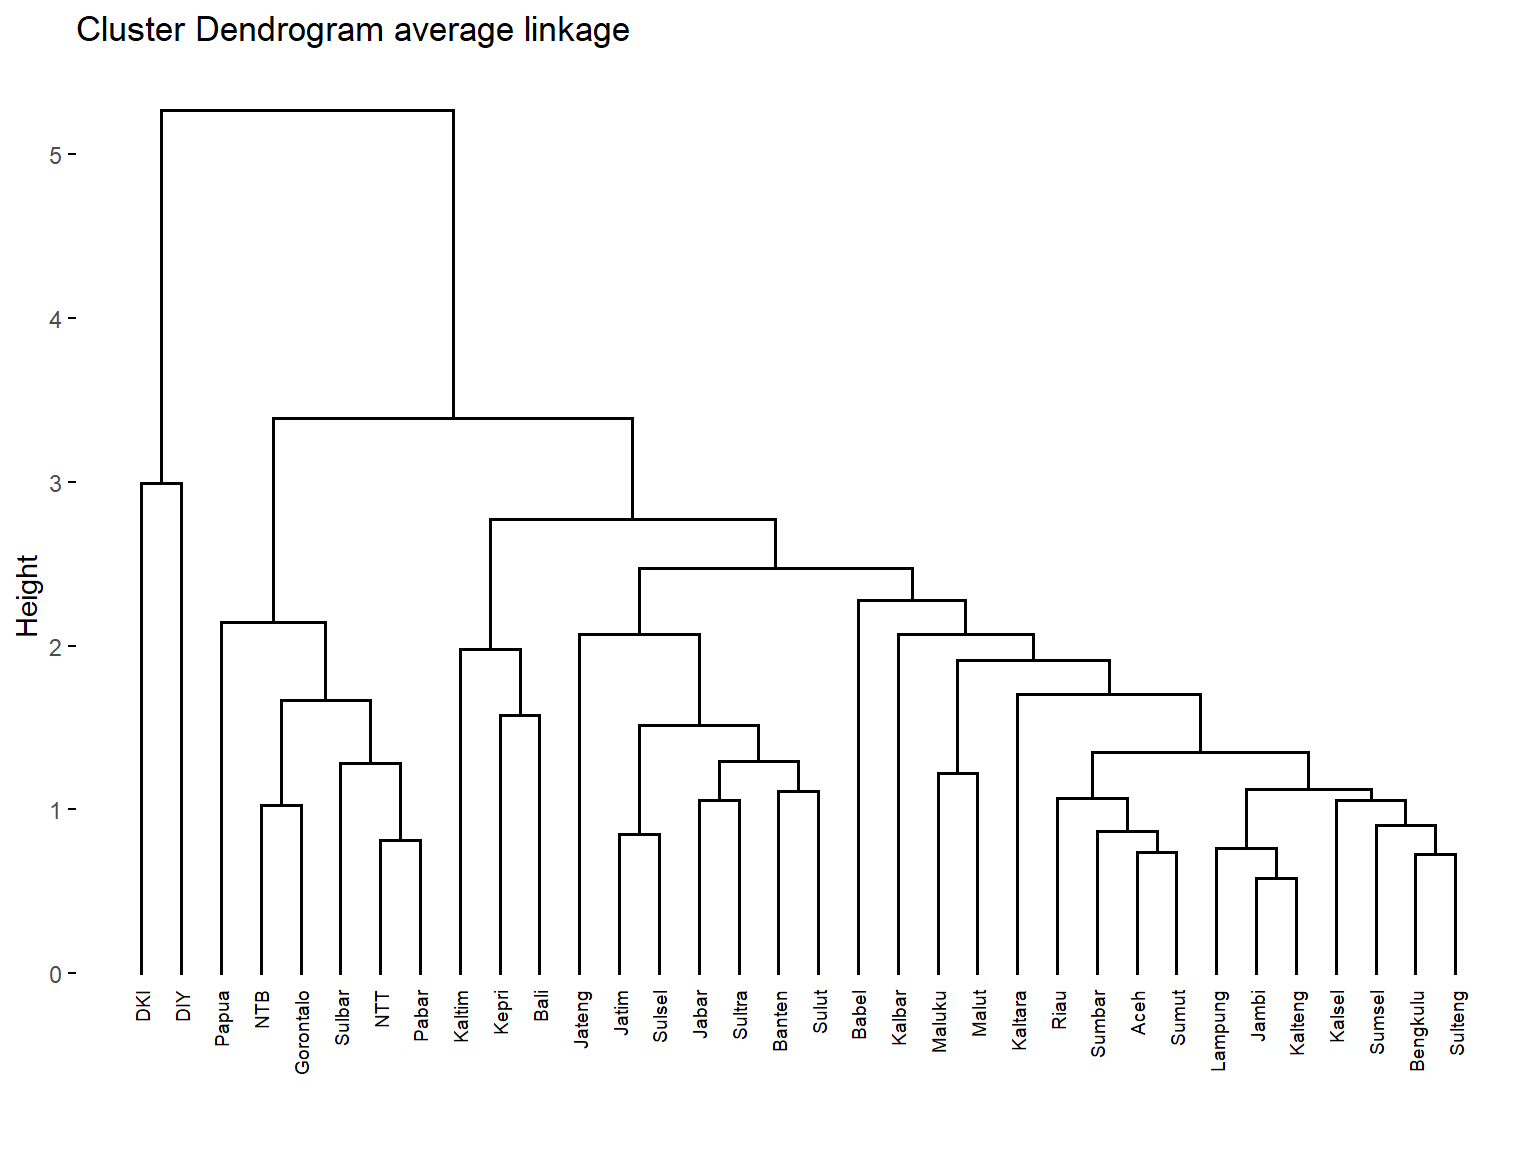 Cluster Dendrogram average linkage
5
4
3
2
1
0
Height
DKI
DIY
Papua
NTB
Gorontalo
Sulbar
NTT
Pabar
Kaltim
Kepri
Bali
Jateng
Jatim
Sulsel
Jabar
Sultra
Banten
Sulut
Babel
Kalbar
Maluku
Malut
Kaltara
Riau
Sumbar
Aceh
Sumut
Lampung
Jambi
Kalteng
Kalsel
Sumsel
Bengkulu
Sulteng